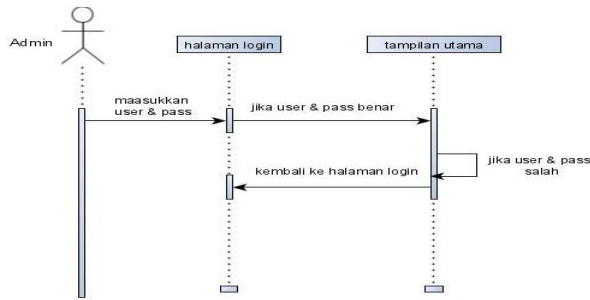 Admin
halaman login
tampilan utama
maasukkan
user & pass
jika user & pass benar
jika user & pass
salah
kembali ke halaman login